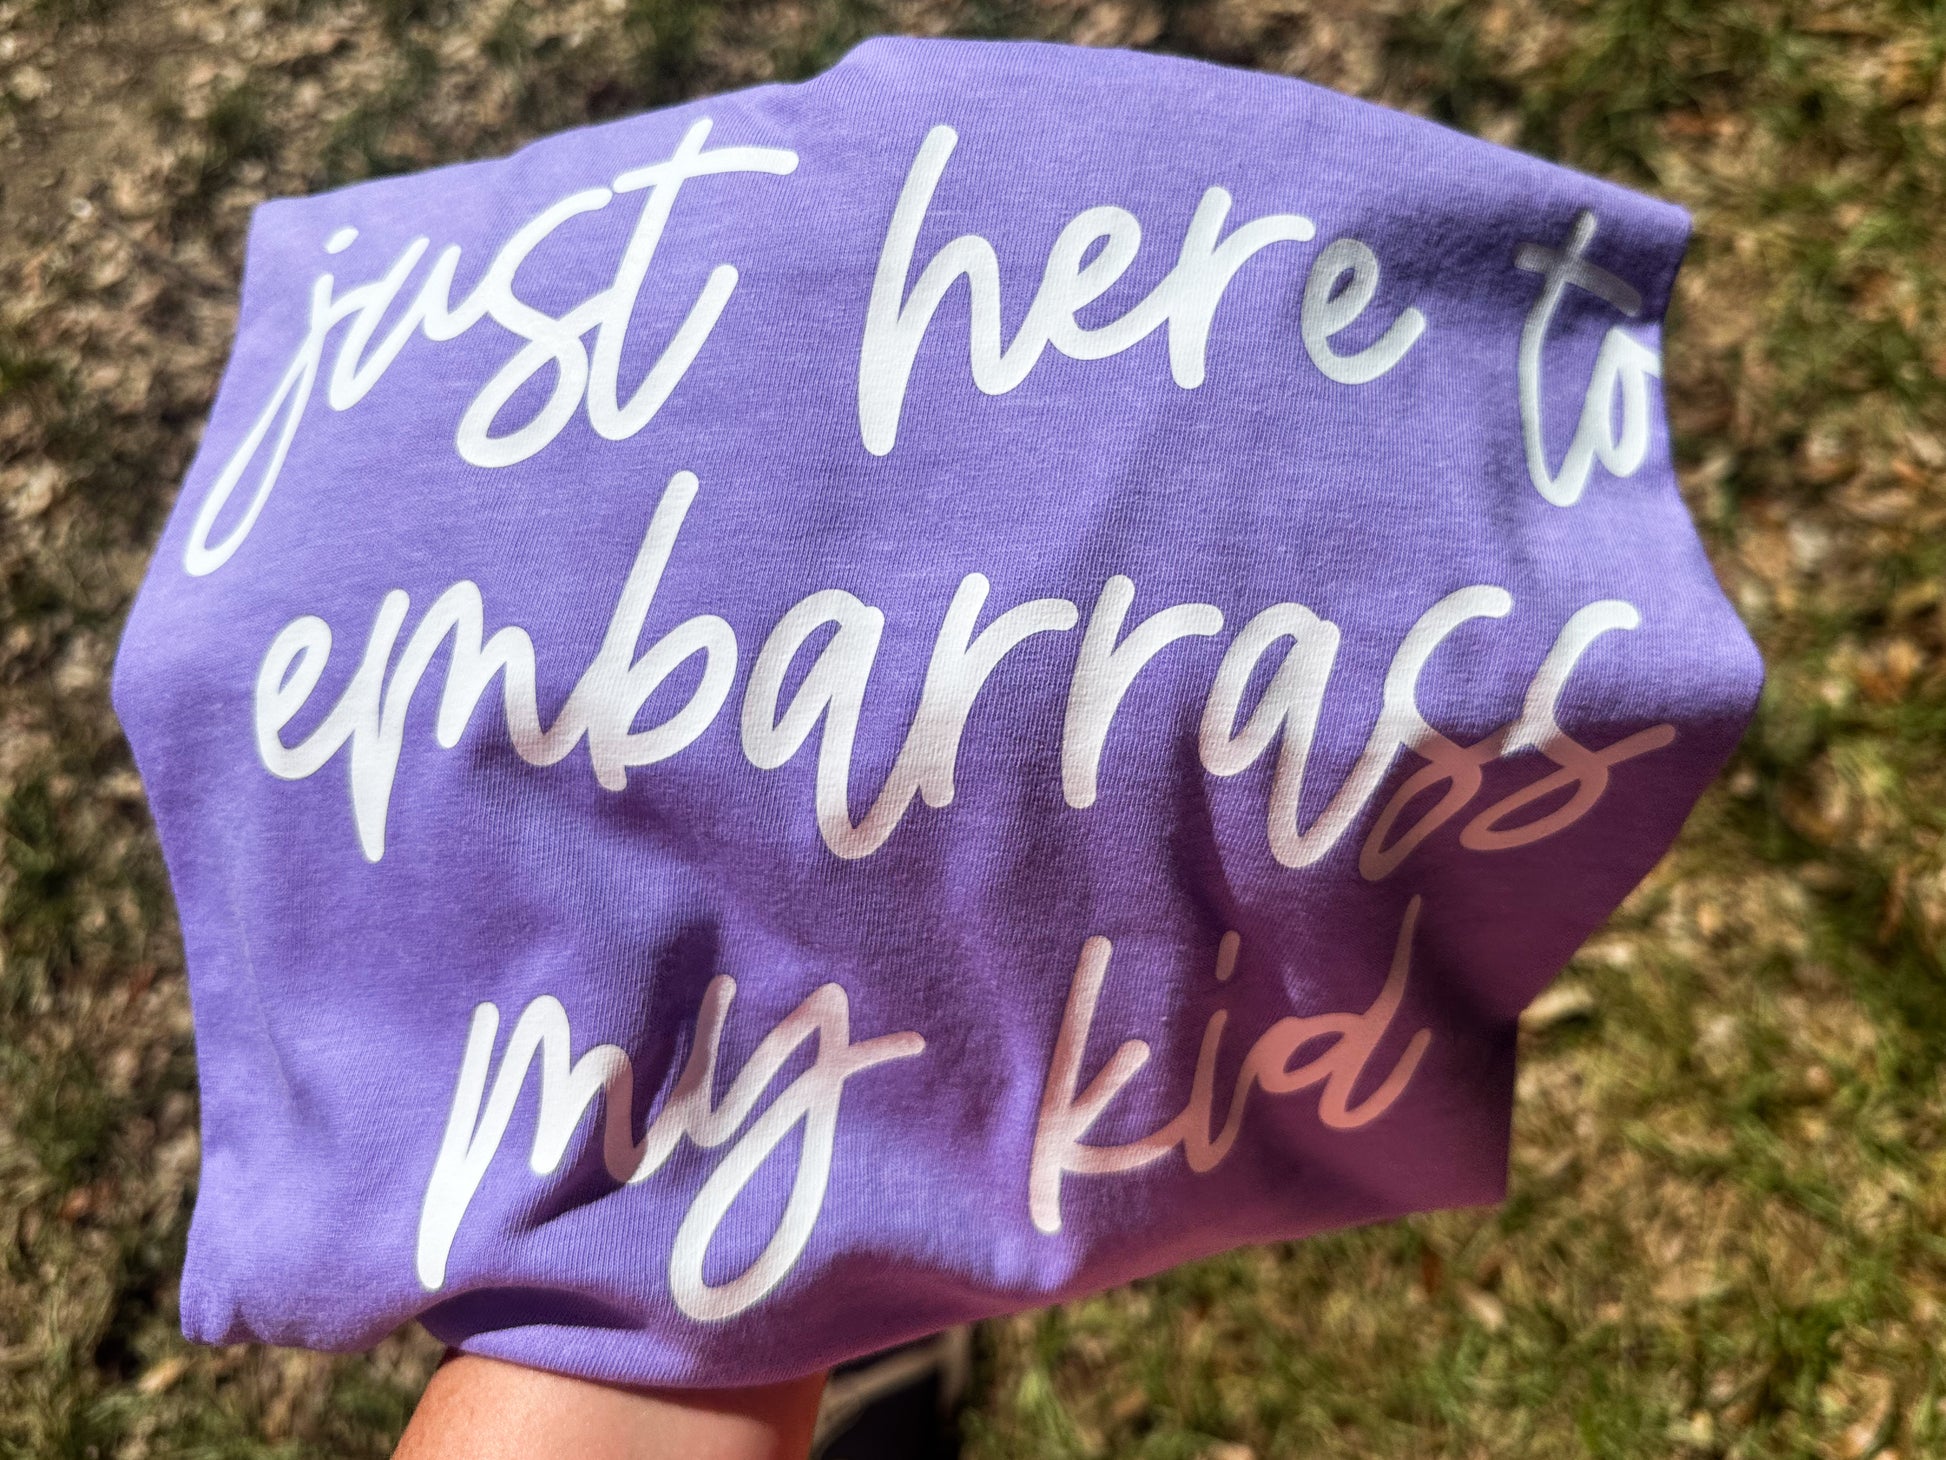 just here to
embarrass
my kid